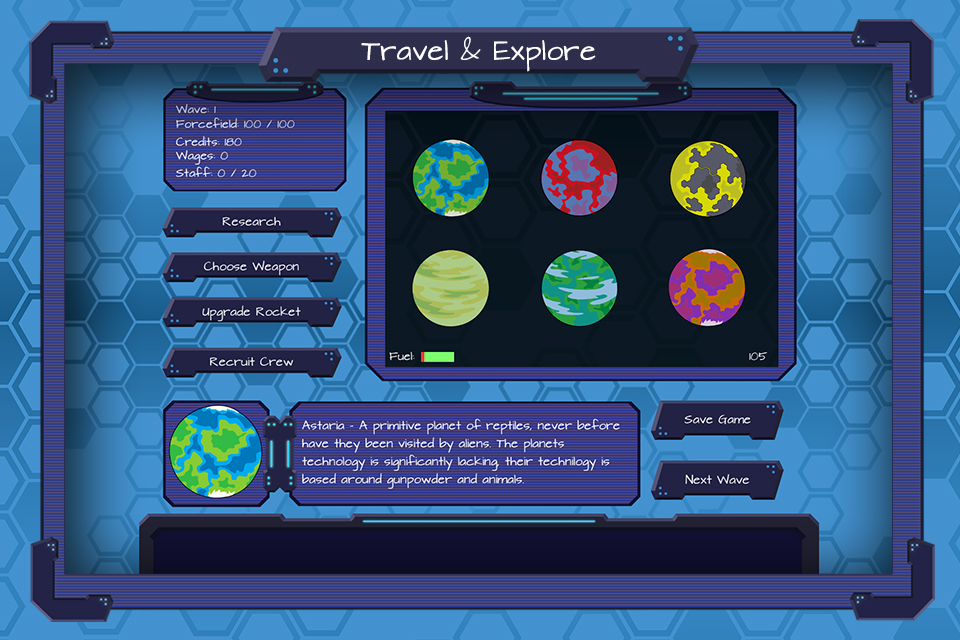 Travel & Explore
Wave: 1
Forcefield: 100 / 100
Credits: 180
Wages: 0
Staff: 0 / 20
Research
Choose Weapon
Upgrade Rocket
Recruit Crew
Fuel:
105
Astaria - A primitive planet of reptiles, never before
have they been visited by aliens. The planets
technology is significantly lacking, their technilogy is
based around gunpowder and animals.
Save Game
Next Wave